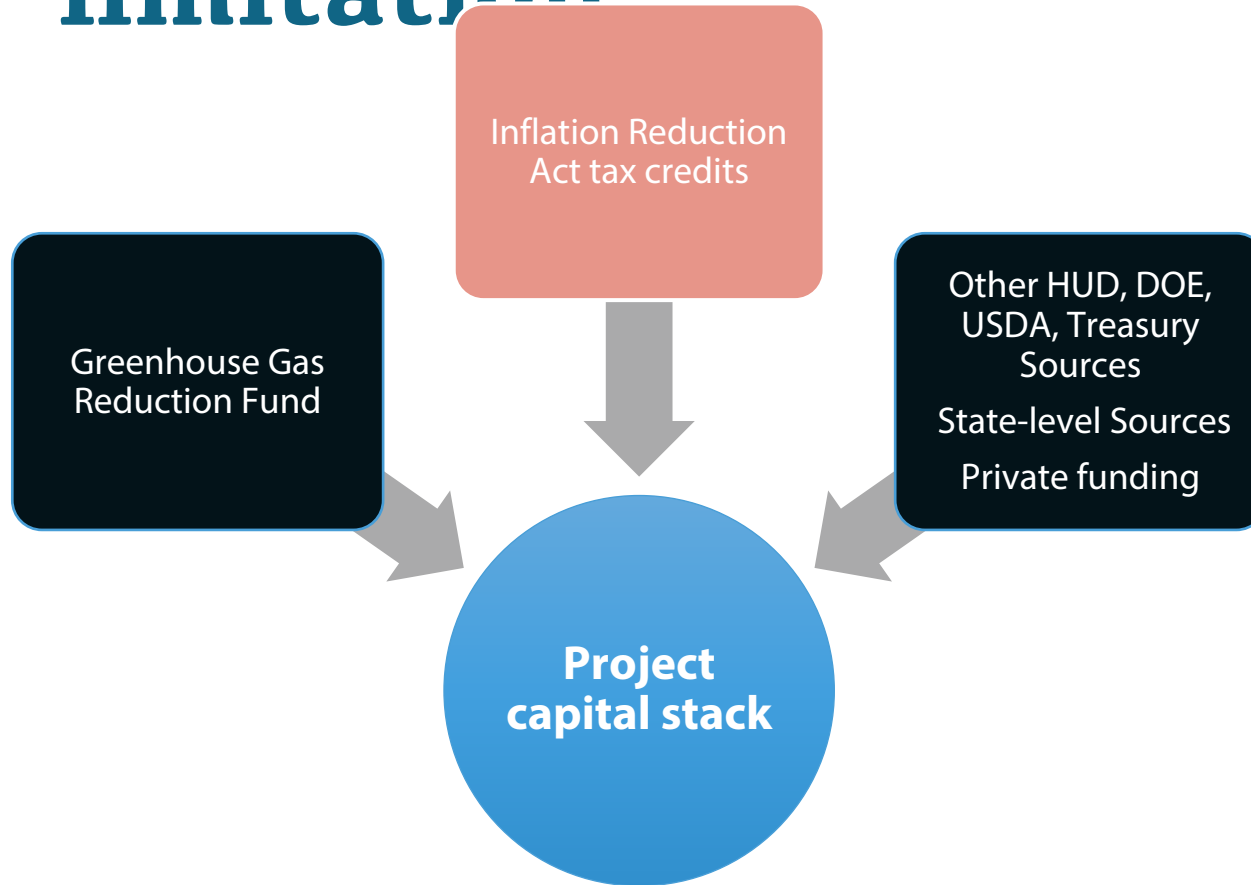 Inflation Reduction
Act tax credits
Greenhouse Gas
Reduction Fund
Other HUD, DOE,
USDA, Treasury
Sources
State-level Sources
Private funding
Project
capital stack